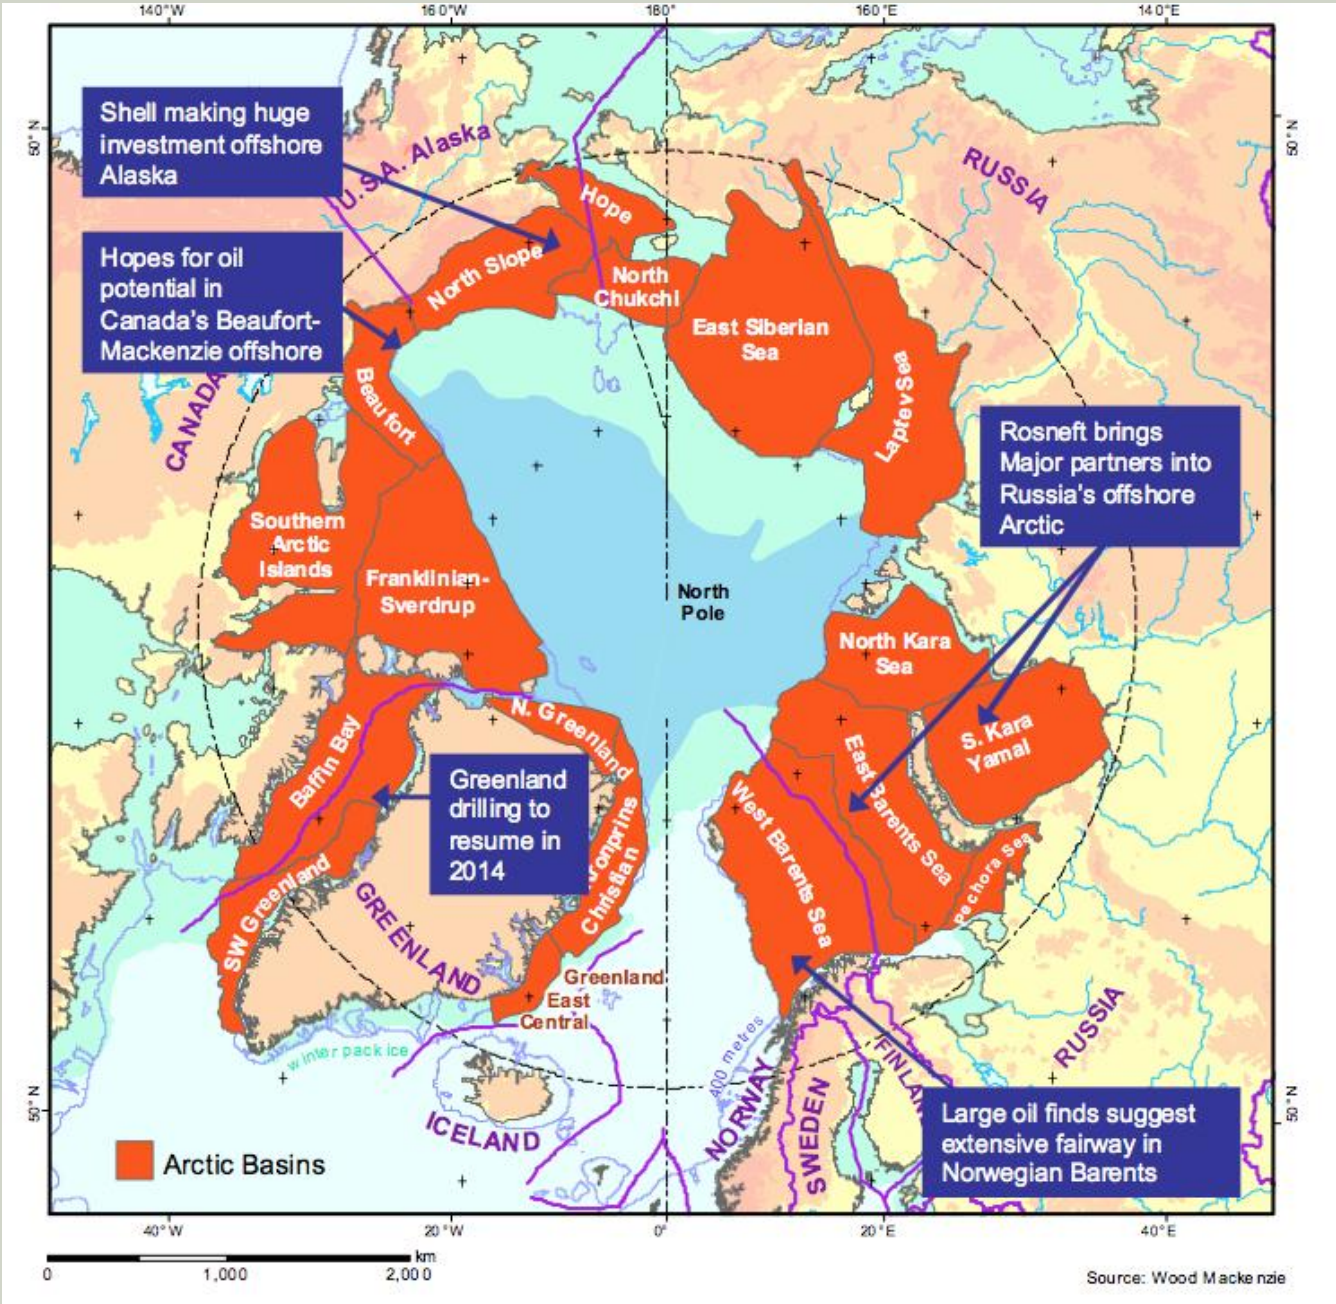 140°W
160°W
180°
160°E
140°E
50° N
50° N
Shell making huge
investment offshore
Alaska
U.S.A. Alaska
RUSSIA
Hope
North Slope
North
Chukchi
Hopes for oil
potential in
Canada's Beaufort-
Mackenzie offshore
East Siberian
Sea
Laptev Sea
CANADA
Beaufort
Rosneft brings
Major partners into
Russia's offshore
Arctic
Southern
Arctic
Islands
Franklinian-
Sverdrup
North
Pole
North Kara
Sea
S. Kara
Yamal
N. Greenland
Baffin Bay
East Barents Sea
West Barents Sea
Pechora Sea
Greenland
drilling to
resume in
2014
Christian
SW Greenland
GREENLAND
Greenland
East
Central
winter pack ice
400 metres
ICELAND
NORWAY
SWEDEN
RUSSIA
Large oil finds suggest
extensive fairway in
Norwegian Barents
50° N
50° N
Arctic Basins
40°W
20°W
0°
20°E
40°E
km
0
1,000
2,000
Source: Wood Mackenzie